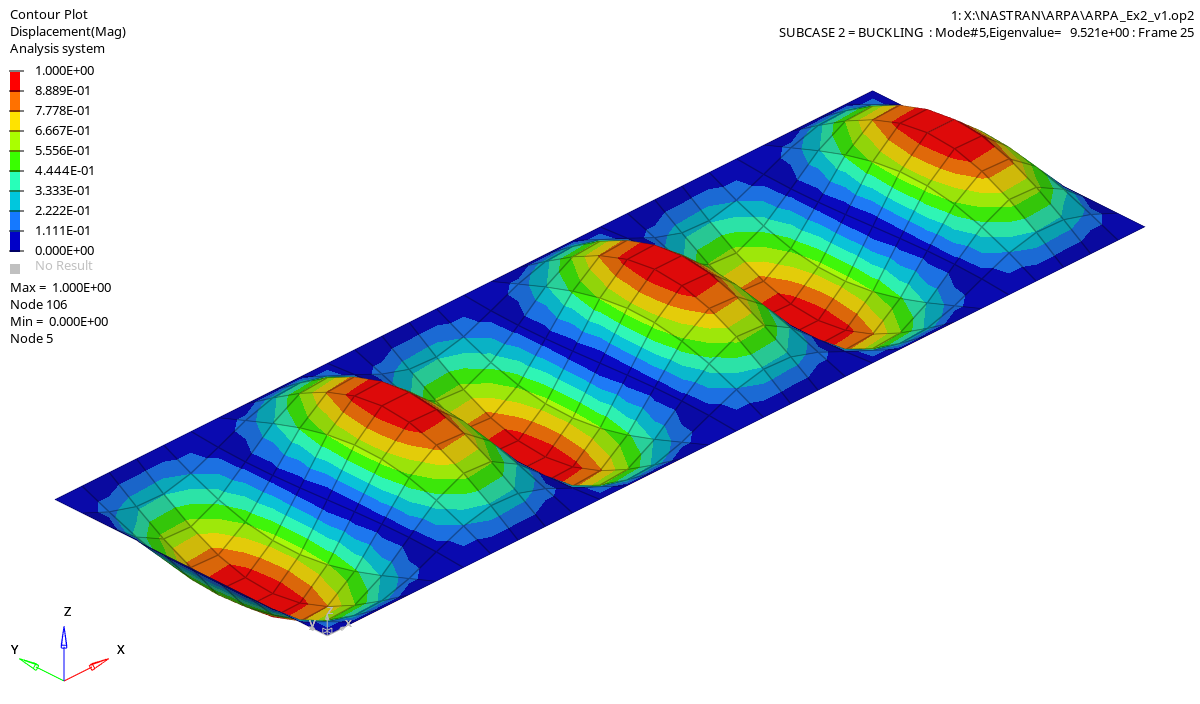 Contour Plot
Displacement(Mag)
Analysis system
1.000E+00
8.889E-01
7.778E-01
6.667E-01
5.556E-01
4.444E-01
3.333E-01
2.222E-01
1.111E-01
0.000E+00
No Result
Max = 1.000E+00
Node 106
Min = 0.000E+00
Node 5
1: X:\NASTRAN\ARPA\ARPA_Ex2_v1.op2
SUBCASE 2 = BUCKLING : Mode#5,Eigenvalue= 9.521e+00 : Frame 25
Z
Y
X